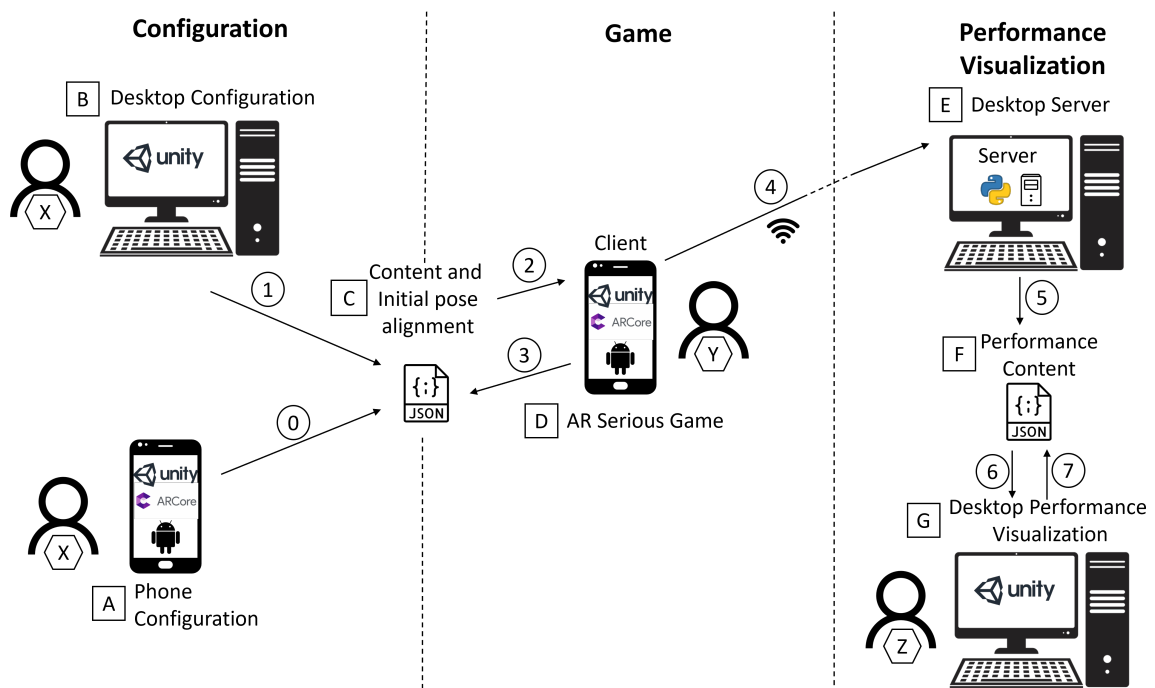 Configuration
B
Desktop Configuration
unity
X
1
0
unity
ARCore
X
A
Phone
Configuration
Game
C
Content and
Initial pose
alignment
{;}
JSON
2
3
Client
unity
ARCore
Y
D
AR Serious Game
4
Performance
Visualization
E
Desktop Server
Server
5
F
Performance
Content
{;}
JSON
6
7
G
Desktop Performance
Visualization
unity
Z